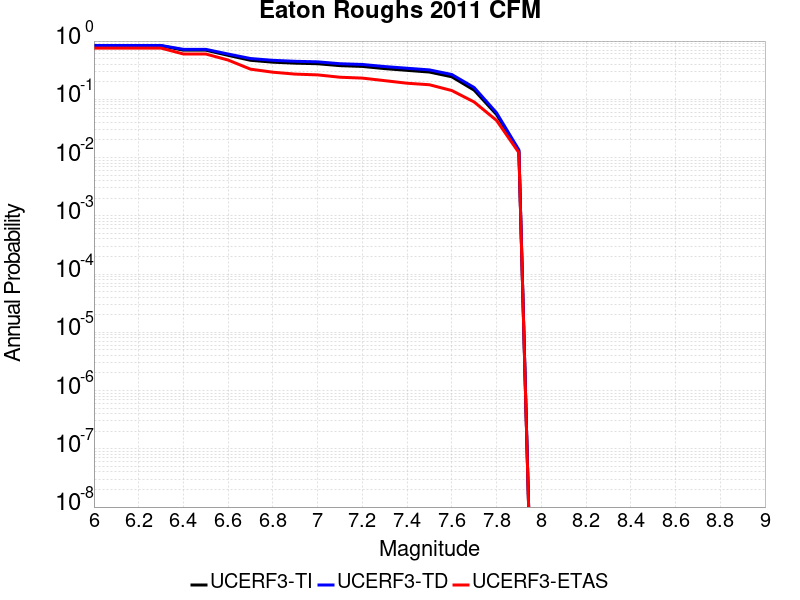 Eaton Roughs 2011 CFM
10^0
10^-1
10^-2
10^-3
10^-4
10^-5
10^-6
10^-7
10^-8
Annual Probability
6 6.2 6.4 6.6 6.8 7 7.2 7.4 7.6 7.8 8 8.2 8.4 8.6 8.8 9
Magnitude
UCERF3-TI UCERF3-TD UCERF3-ETAS